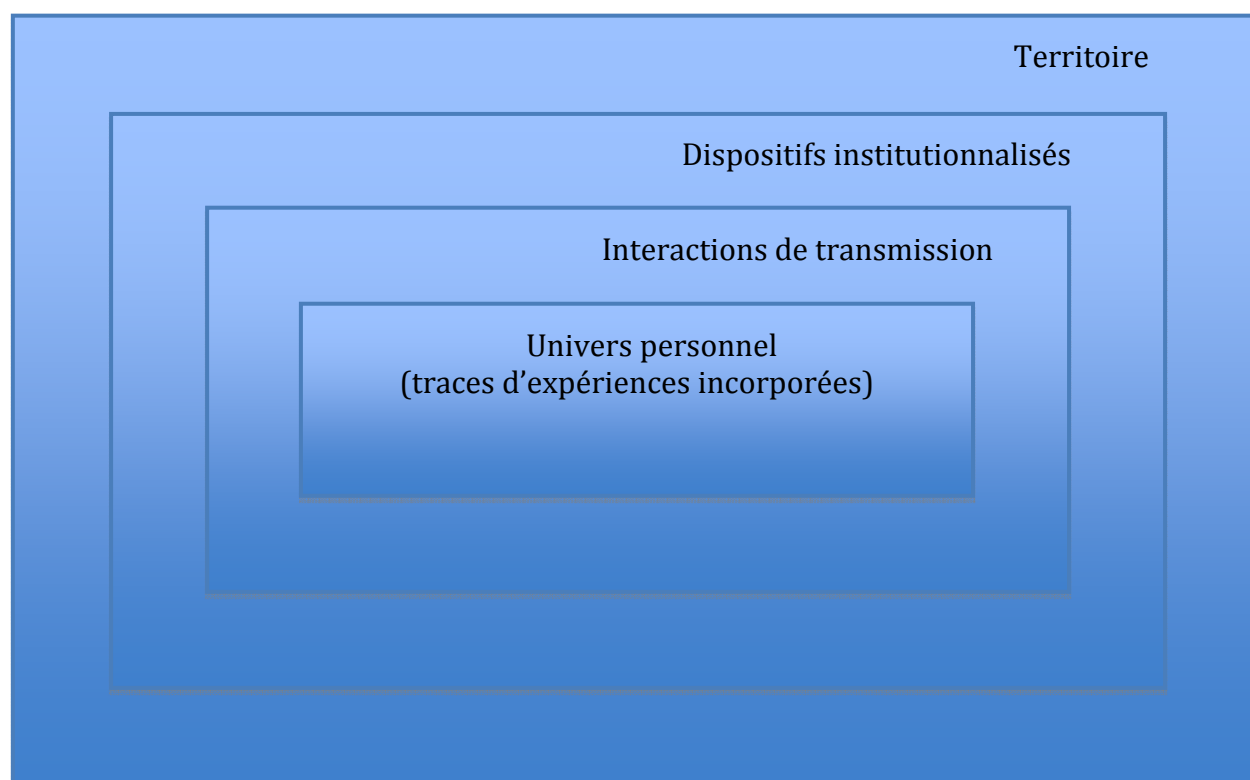 Territoire
Dispositifs institutionnalisés
Interactions de transmission
Univers personnel
(traces d’expériences incorporées)